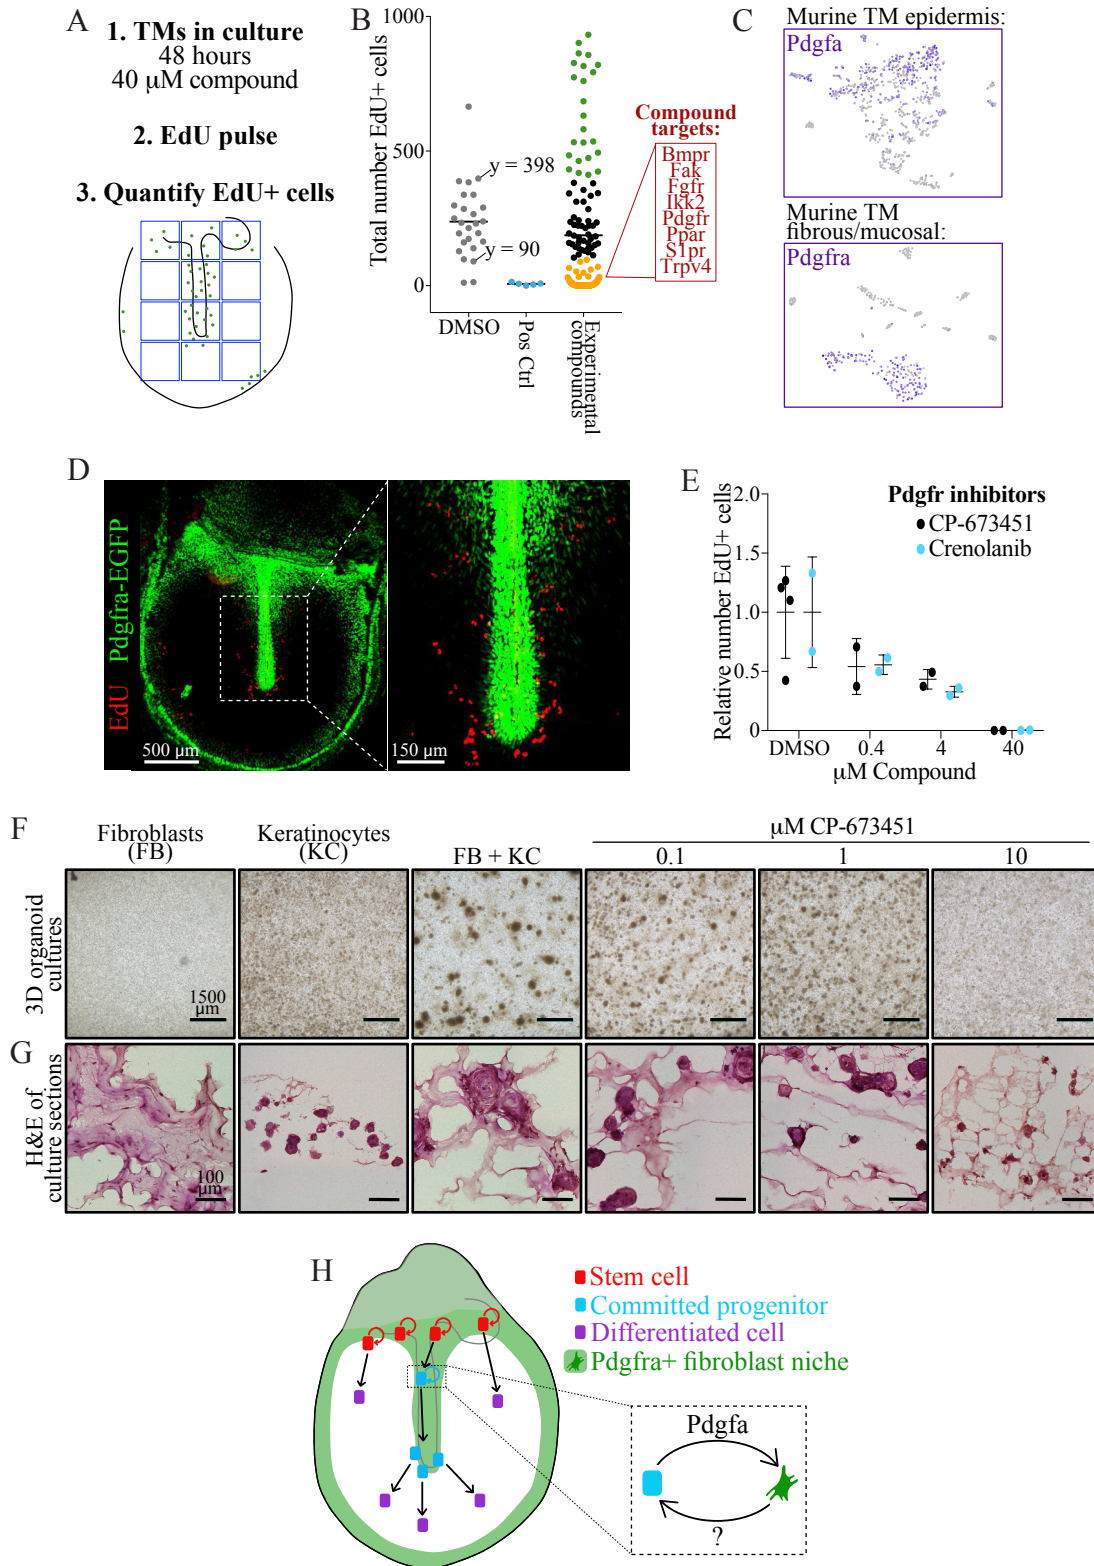 A
1. TMs in culture
48 hours
40 μM compound
2. EdU pulse
3. Quantify EdU+ cells
B
Total number EdU+ cells
1000
500
0
y = 398
y = 90
DMSO
Pos Ctrl
Experimental
compounds
Compound
targets:
Bmpr
Fak
Fgfr
Ikk2
Pdgfr
Ppar
S1pr
Trpv4
C
Murine TM epidermis:
Pdgfa
Murine TM
fibrous/mucosal:
Pdgfra
D
EdU Pdgfra-EGFP
500 μm
150 μm
E
Relative number EdU+ cells
2.0
1.5
1.0
0.5
0
Pdgfr inhibitors
CP-673451
Crenolanib
DMSO
0.4
4
40
μM Compound
F
Fibroblasts
(FB)
Keratinocytes
(KC)
FB + KC
μM CP-673451
0.1
1
10
3D organoid
cultures
1500
μm
G
H&E of
culture sections
100
μm
H
Stem cell
Committed progenitor
Differentiated cell
Pdgfra+ fibroblast niche
Pdgfa
?